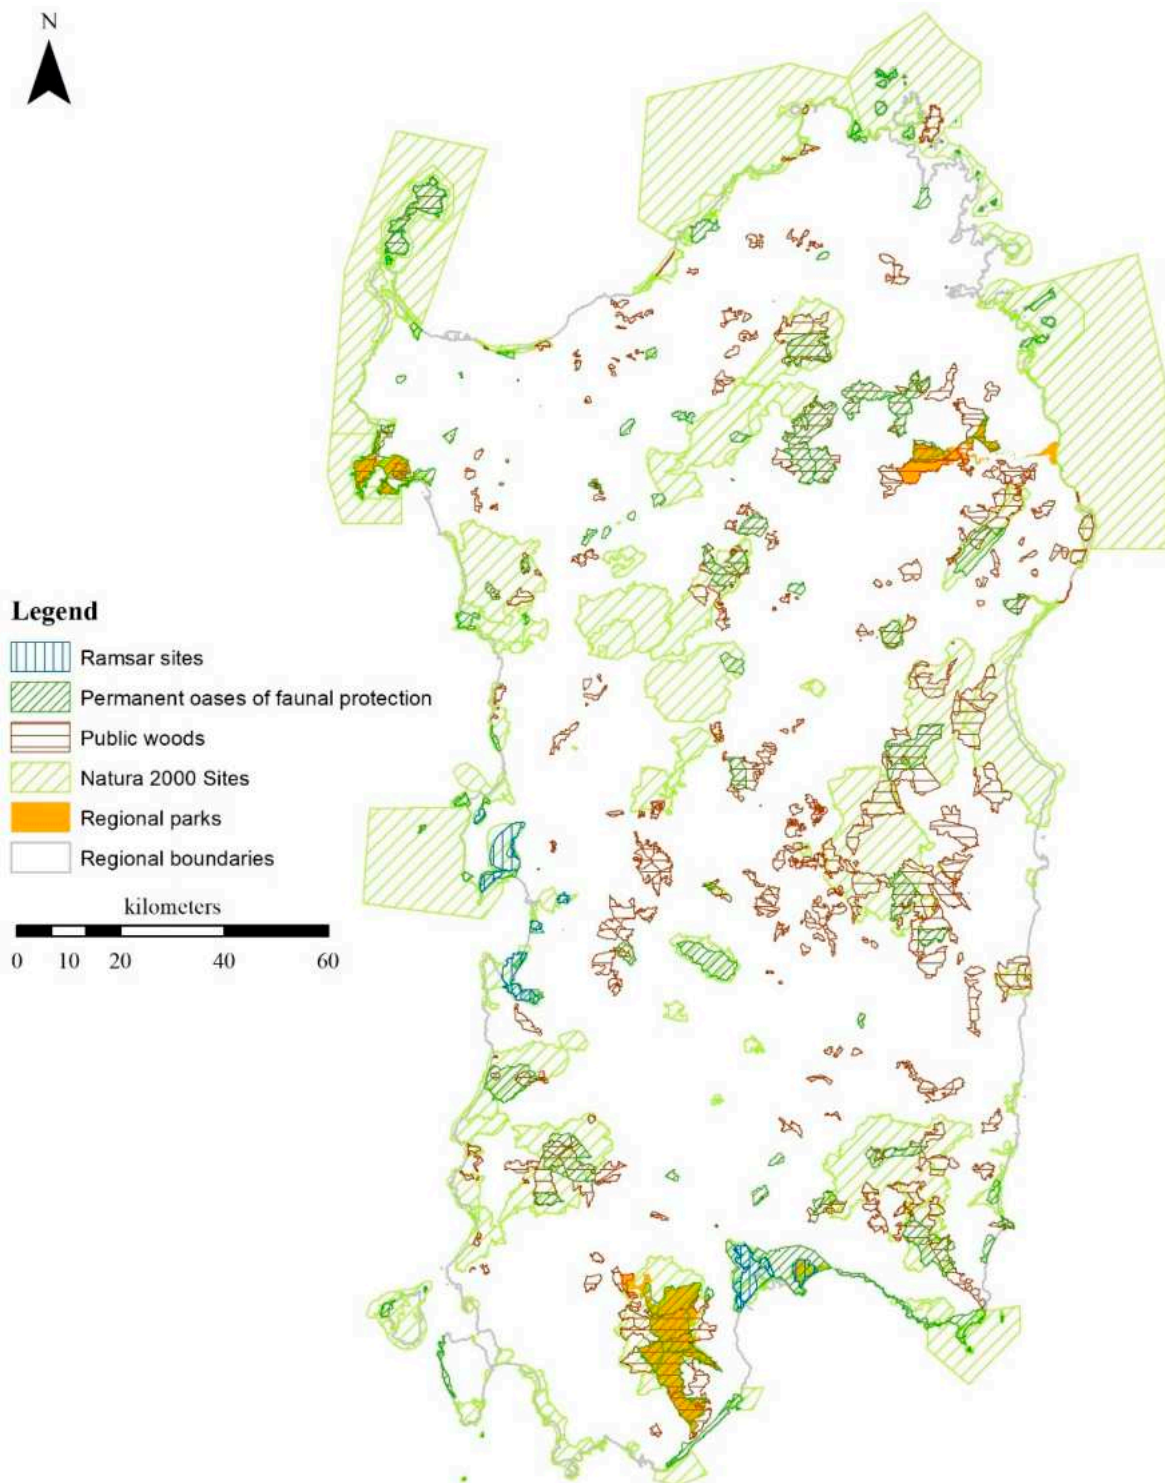 N
Legend
Ramsar sites
Permanent oases of faunal protection
Public woods
Natura 2000 Sites
Regional parks
Regional boundaries
kilometers
0 10 20 40 60